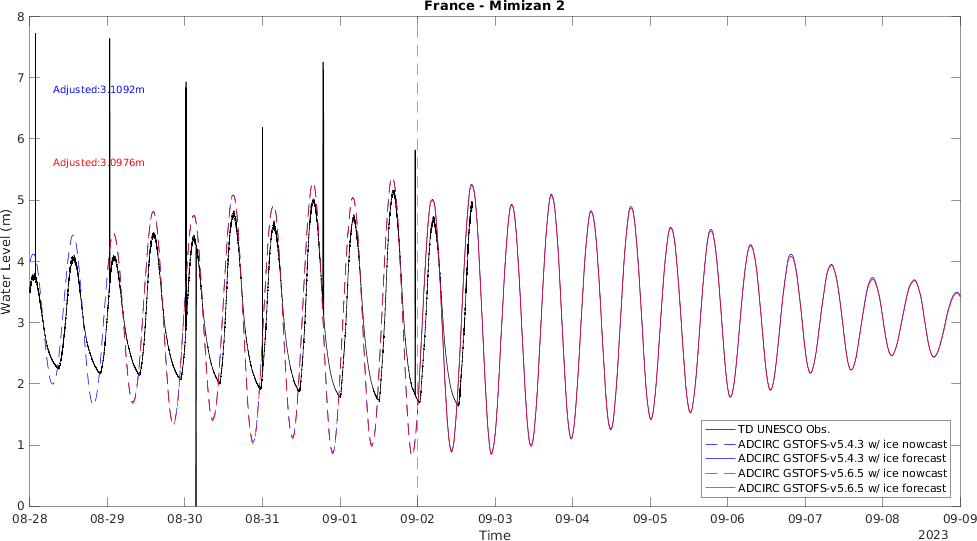 France - Mimizan 2
8
7
6
5
4
3
2
1
0
Water Level (m)
Adjusted:3.1092m
Adjusted:3.0976m
TD UNESCO Obs.
ADCIRC GSTOFS-v5.4.3 w/ ice nowcast
ADCIRC GSTOFS-v5.4.3 w/ ice forecast
ADCIRC GSTOFS-v5.6.5 w/ ice nowcast
ADCIRC GSTOFS-v5.6.5 w/ ice forecast
08-28 08-29 08-30 08-31 09-01 09-02 09-03 09-04 09-05 09-06 09-07 09-08 09-09
Time
2023